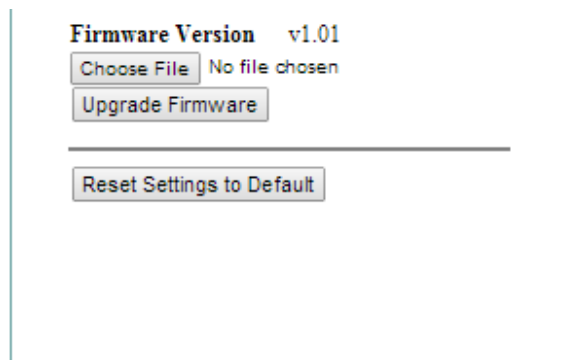 Firmware Version v1.01
Choose File No file chosen
Upgrade Firmware
Reset Settings to Default